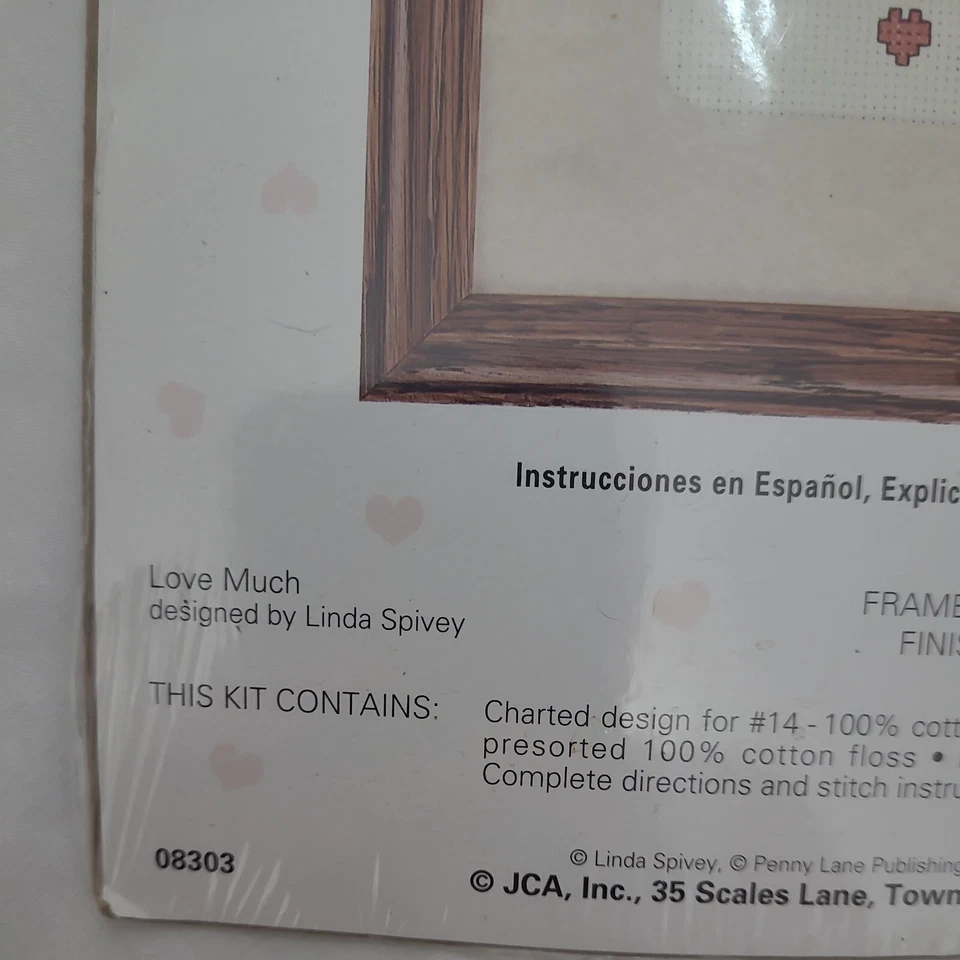 Instrucciones en Español, Explic
Love Much
designed by Linda Spivey
FRAME
FINIS
THIS KIT CONTAINS:
Charted design for #14 - 100% cott
presorted 100% cotton floss •
Complete directions and stitch instru
08303
© Linda Spivey, © Penny Lane Publishing
© JCA, Inc., 35 Scales Lane, Town